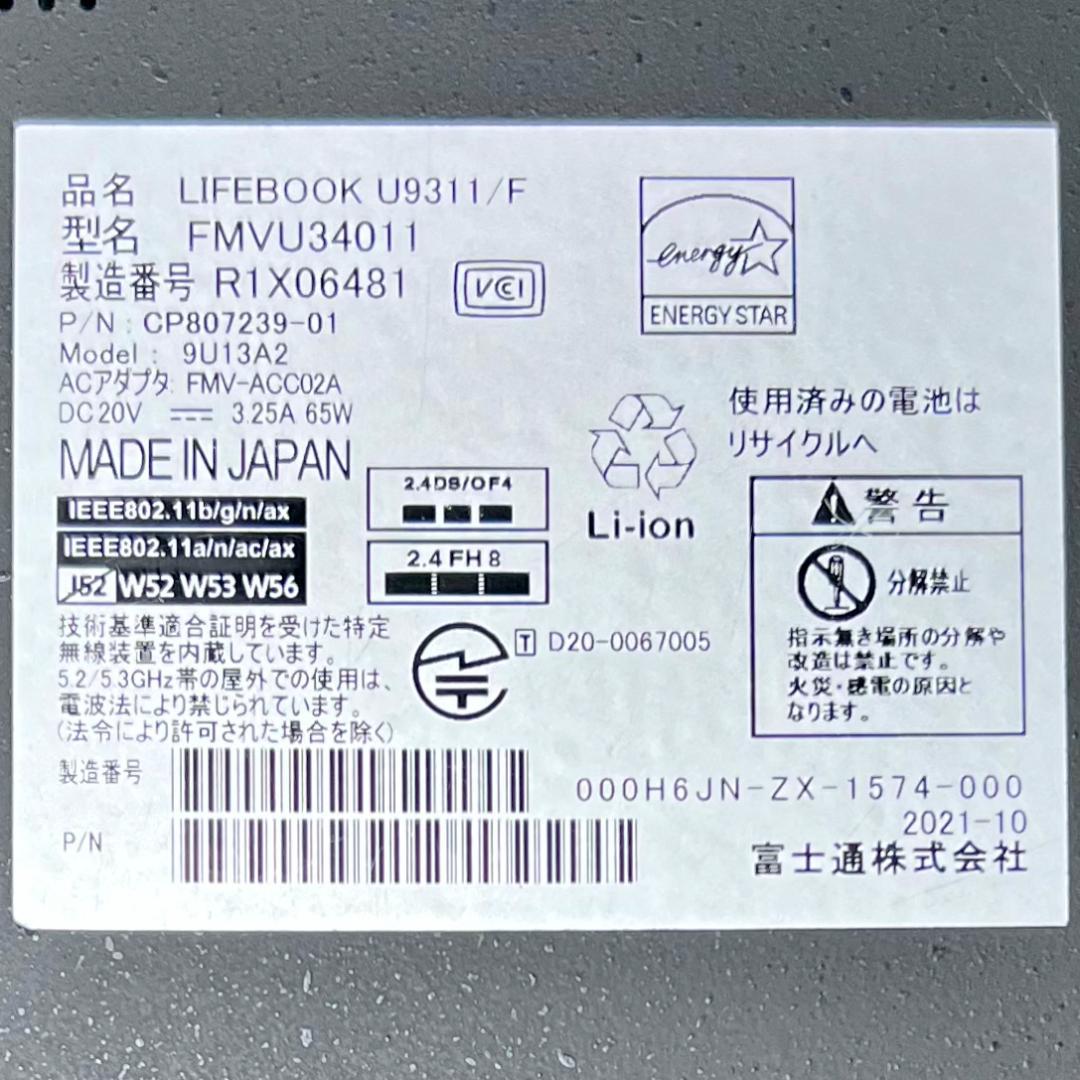 品名 LIFEBOOK U9311/F
型名 FMVU34011
製造番号 R1X06481
VCI
P/N : CP807239-01
Model : 9U13A2
ACアダプタ: FMV-ACC02A
DC20V ⎓ 3.25A 65W
MADE IN JAPAN
energy
ENERGY STAR
使用済みの電池は
リサイクルへ
Li-ion
IEEE802.11b/g/n/ax
IEEE802.11a/n/ac/ax
J52 W52 W53 W56
2.4DS/OF4
2.4FH8
警告
分解禁止
指示無き場所の分解や
改造は禁止です。
火災・感電の原因と
なります。
技術基準適合証明を受けた特定
無線装置を内蔵しています。
5.2/5.3GHz帯の屋外での使用は、
電波法により禁じられています。
(法令により許可された場合を除く)
T D20-0067005
製造番号
P/N
000H6JN-ZX-1574-000
2021-10
富士通株式会社